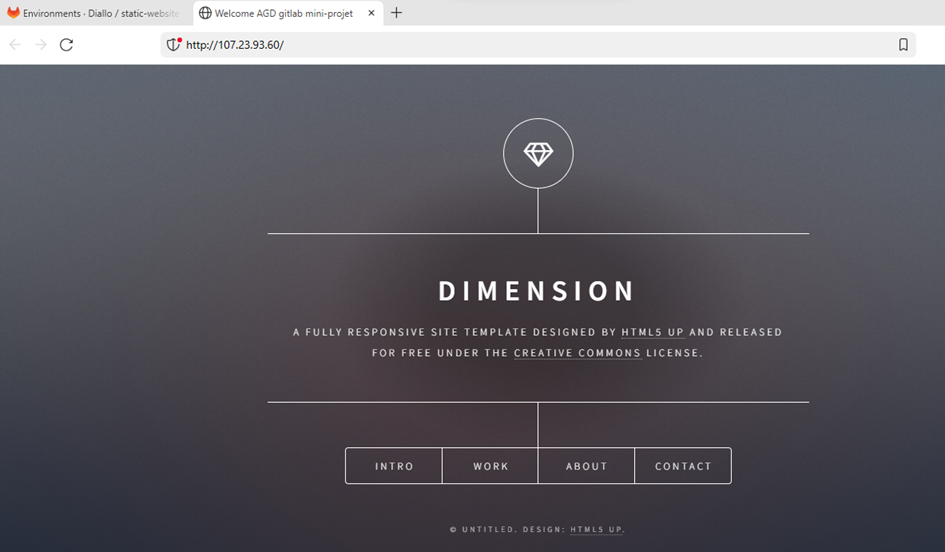 Environments · Diallo / static-website
Welcome AGD gitlab mini-projet
http://107.23.93.60/
DIMENSION
A FULLY RESPONSIVE SITE TEMPLATE DESIGNED BY HTML5 UP AND RELEASED
FOR FREE UNDER THE CREATIVE COMMONS LICENSE.
INTRO
WORK
ABOUT
CONTACT
© UNTITLED. DESIGN: HTML5 UP.